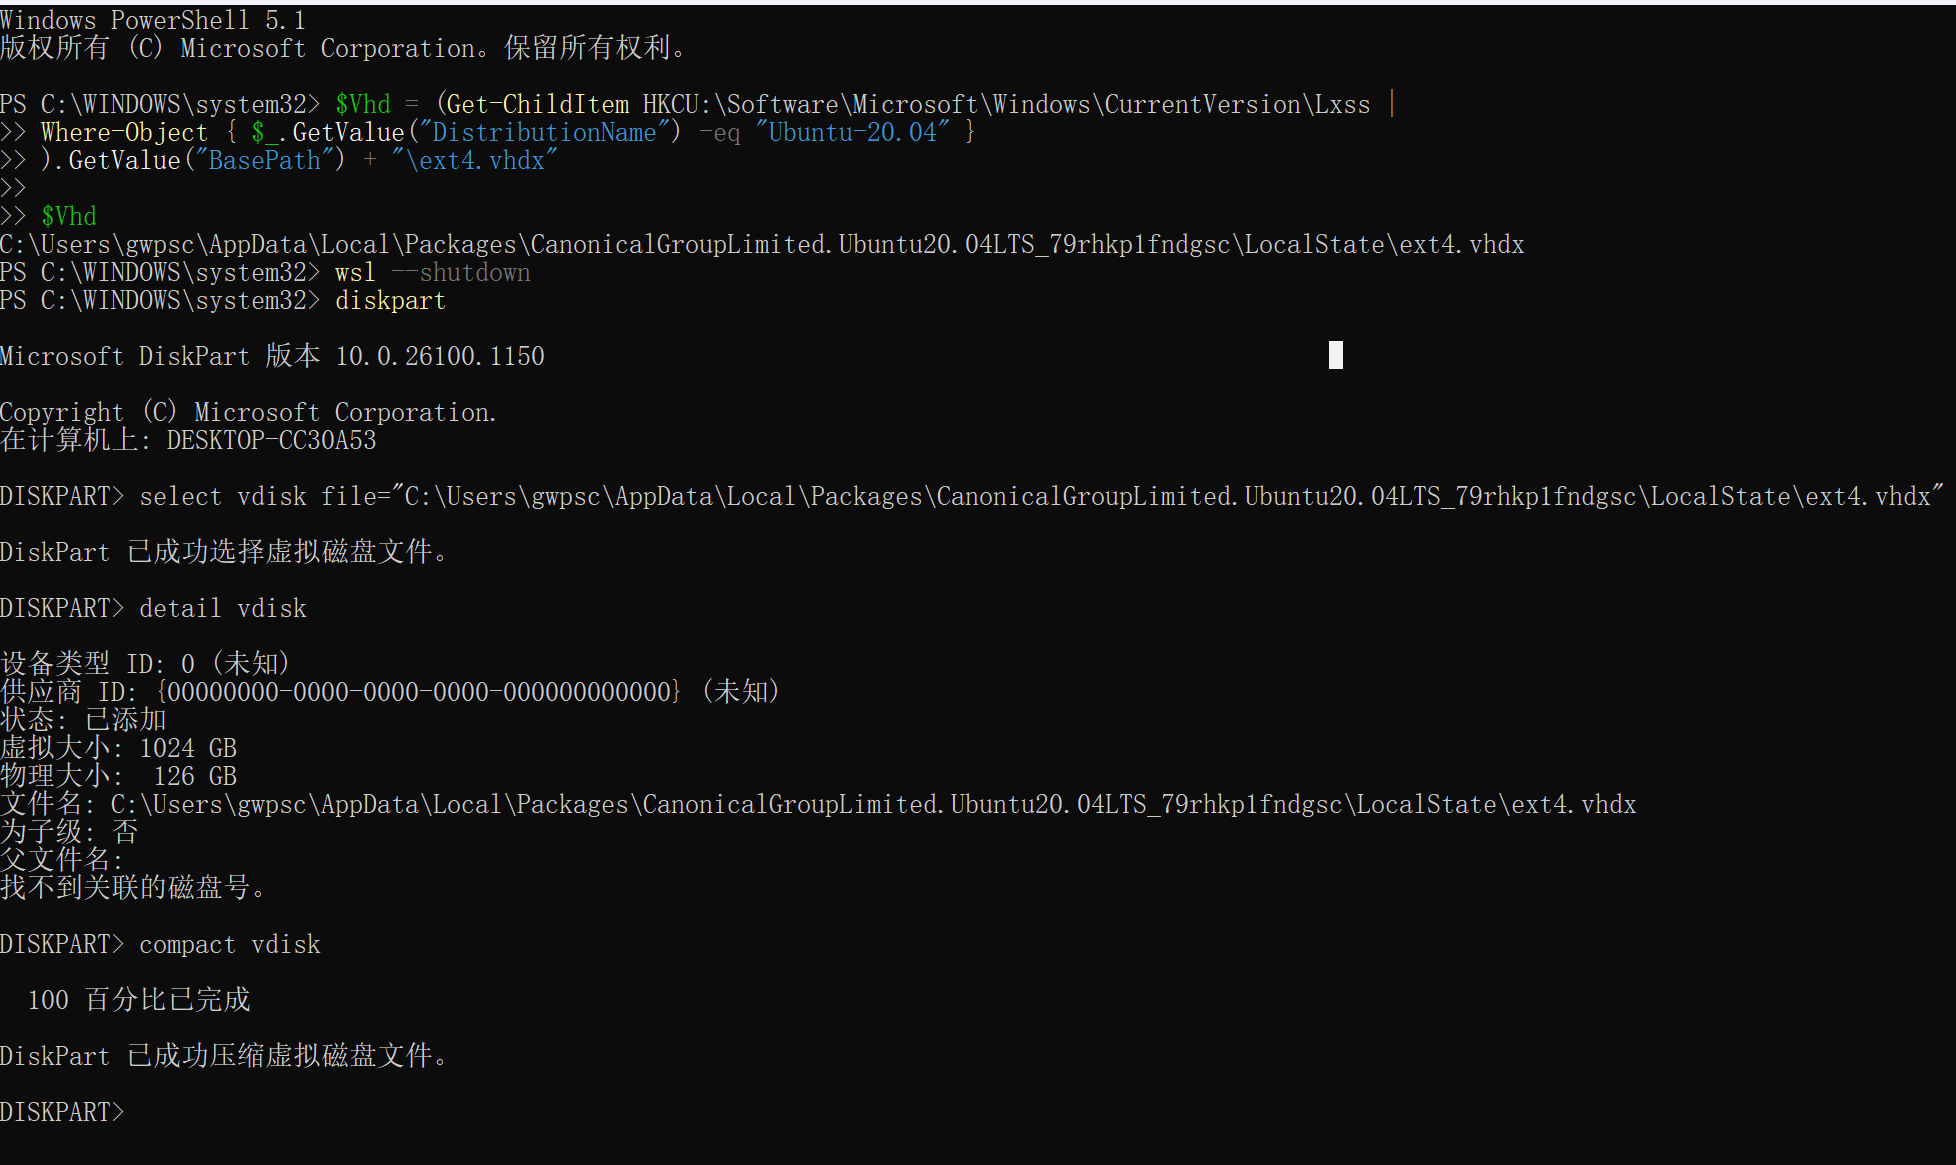 Windows PowerShell 5.1
版权所有 (C) Microsoft Corporation。保留所有权利。
PS C:\WINDOWS\system32> $Vhd = (Get-ChildItem HKCU:\Software\Microsoft\Windows\CurrentVersion\Lxss |
>> Where-Object { $_.GetValue("DistributionName") -eq "Ubuntu-20.04" }
>> ).GetValue("BasePath") + "\ext4.vhdx"
>>
>> $Vhd
C:\Users\gwpsc\AppData\Local\Packages\CanonicalGroupLimited.Ubuntu20.04LTS_79rhkp1fndgsc\LocalState\ext4.vhdx
PS C:\WINDOWS\system32> wsl --shutdown
PS C:\WINDOWS\system32> diskpart
Microsoft DiskPart 版本 10.0.26100.1150
Copyright (C) Microsoft Corporation.
在计算机上: DESKTOP-CC30A53
DISKPART> select vdisk file="C:\Users\gwpsc\AppData\Local\Packages\CanonicalGroupLimited.Ubuntu20.04LTS_79rhkp1fndgsc\LocalState\ext4.vhdx"
DiskPart 已成功选择虚拟磁盘文件。
DISKPART> detail vdisk
设备类型 ID: 0 (未知)
供应商 ID: {00000000-0000-0000-0000-000000000000} (未知)
状态: 已添加
虚拟大小: 1024 GB
物理大小:  126 GB
文件名: C:\Users\gwpsc\AppData\Local\Packages\CanonicalGroupLimited.Ubuntu20.04LTS_79rhkp1fndgsc\LocalState\ext4.vhdx
为子级: 否
父文件名:
找不到关联的磁盘号。
DISKPART> compact vdisk
100 百分比已完成
DiskPart 已成功压缩虚拟磁盘文件。
DISKPART>